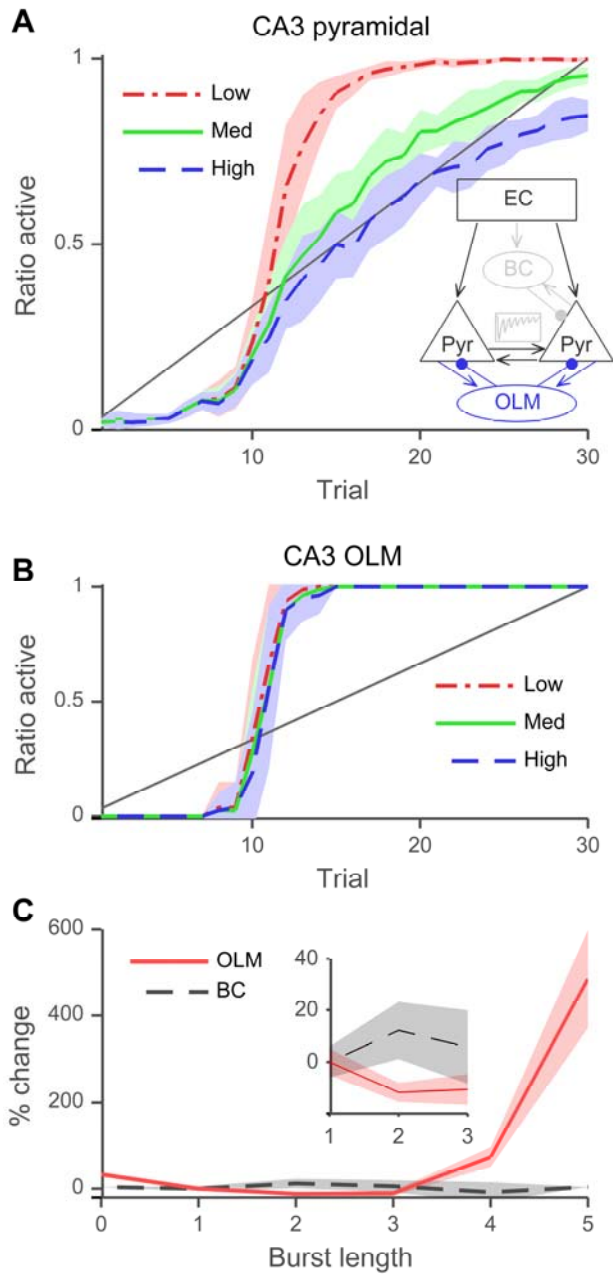 A
CA3 pyramidal
1
Low
Med
High
0.5
Ratio active
EC
BC
Pyr
Pyr
OLM
0
10
20
30
Trial
B
CA3 OLM
1
Ratio active
0.5
Low
Med
High
0
10
20
30
Trial
C
600
OLM
BC
400
% change
200
0
40
20
0
1
2
3
0
1
2
3
4
5
Burst length